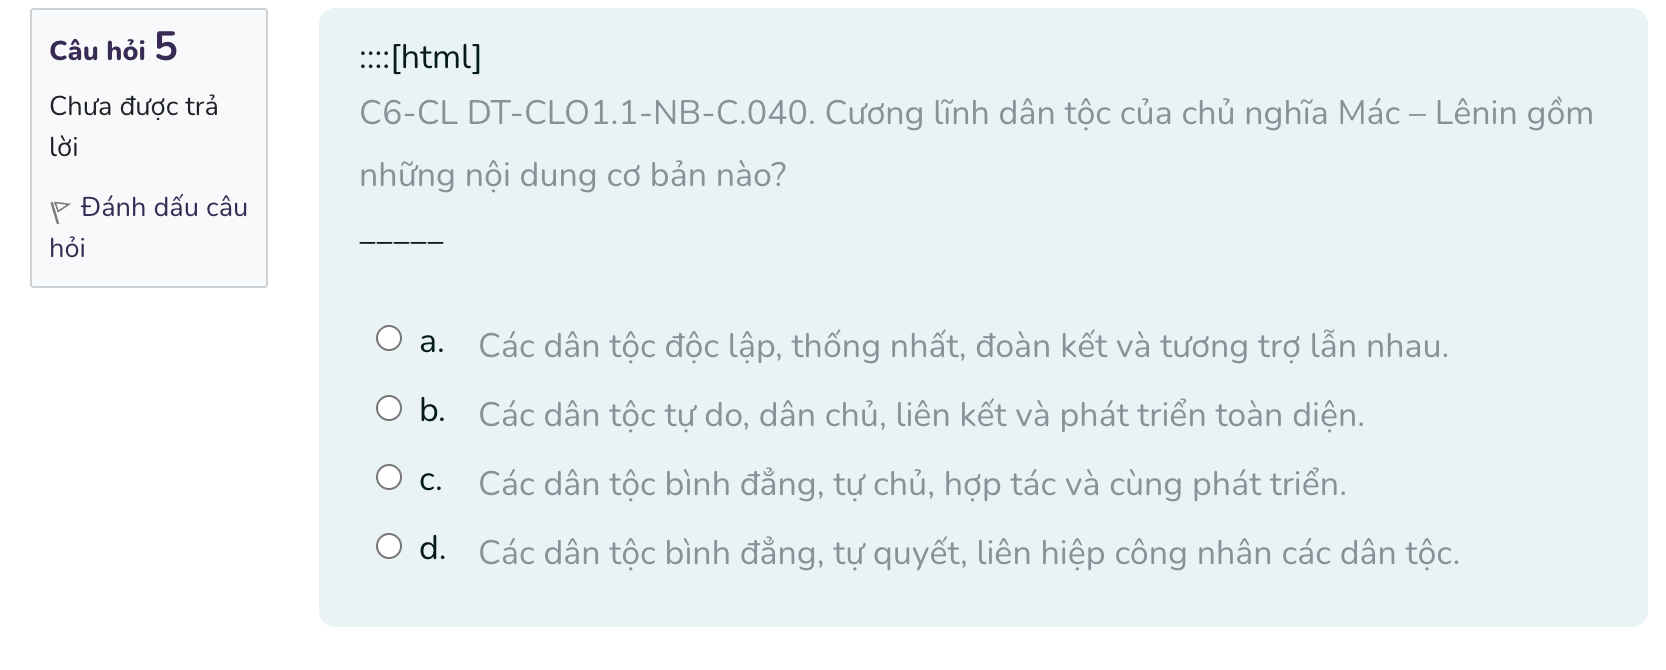 Câu hỏi 5
Chưa được trả
lời
Đánh dấu câu
hỏi
::::[html]
C6-CL DT-CLO1.1-NB-C.040. Cương lĩnh dân tộc của chủ nghĩa Mác – Lênin gồm
những nội dung cơ bản nào?
_____
a. Các dân tộc độc lập, thống nhất, đoàn kết và tương trợ lẫn nhau.
b. Các dân tộc tự do, dân chủ, liên kết và phát triển toàn diện.
c. Các dân tộc bình đẳng, tự chủ, hợp tác và cùng phát triển.
d. Các dân tộc bình đẳng, tự quyết, liên hiệp công nhân các dân tộc.